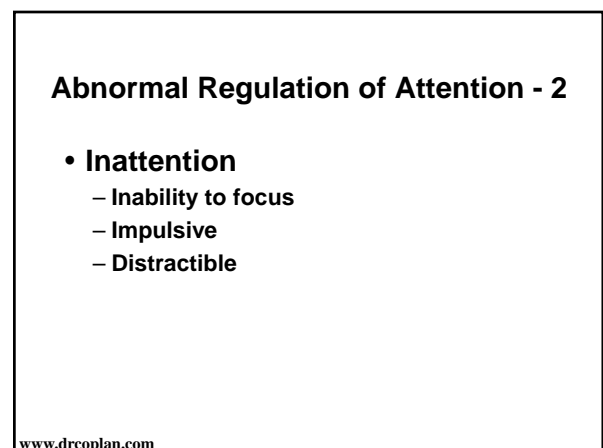 Abnormal Regulation of Attention - 2
• Inattention
– Inability to focus
– Impulsive
– Distractible
www.drcoplan.com